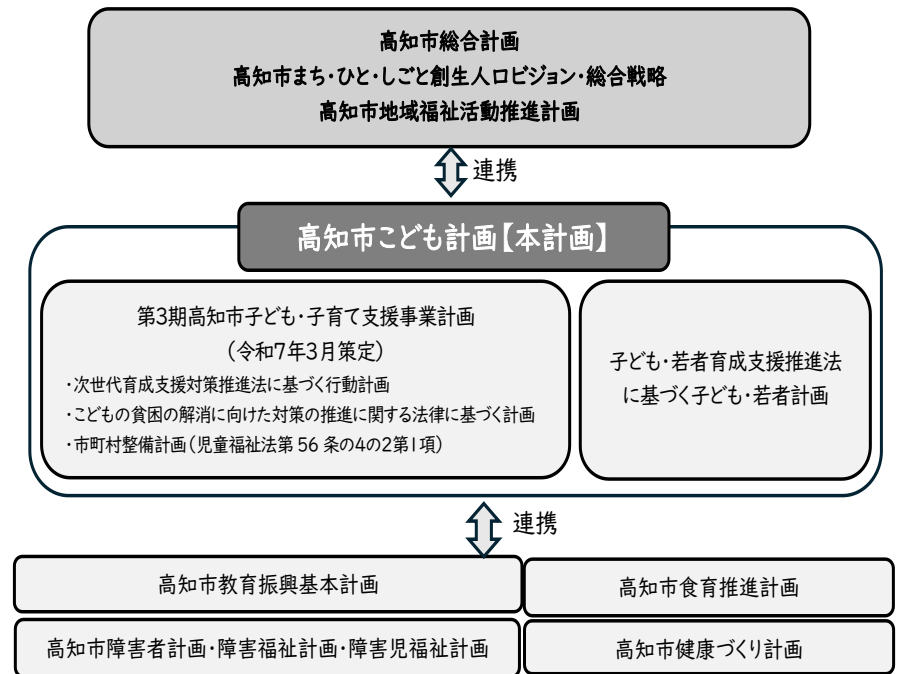 高知市総合計画
高知市まち・ひと・しごと創生人口ビジョン・総合戦略
高知市地域福祉活動推進計画
連携
高知市こども計画【本計画】
第3期高知市子ども・子育て支援事業計画
(令和7年3月策定)
・次世代育成支援対策推進法に基づく行動計画
・こどもの貧困の解消に向けた対策の推進に関する法律に基づく計画
・市町村整備計画(児童福祉法第 56 条の4の2第1項)
子ども・若者育成支援推進法
に基づく子ども・若者計画
連携
高知市教育振興基本計画
高知市食育推進計画
高知市障害者計画・障害福祉計画・障害児福祉計画
高知市健康づくり計画